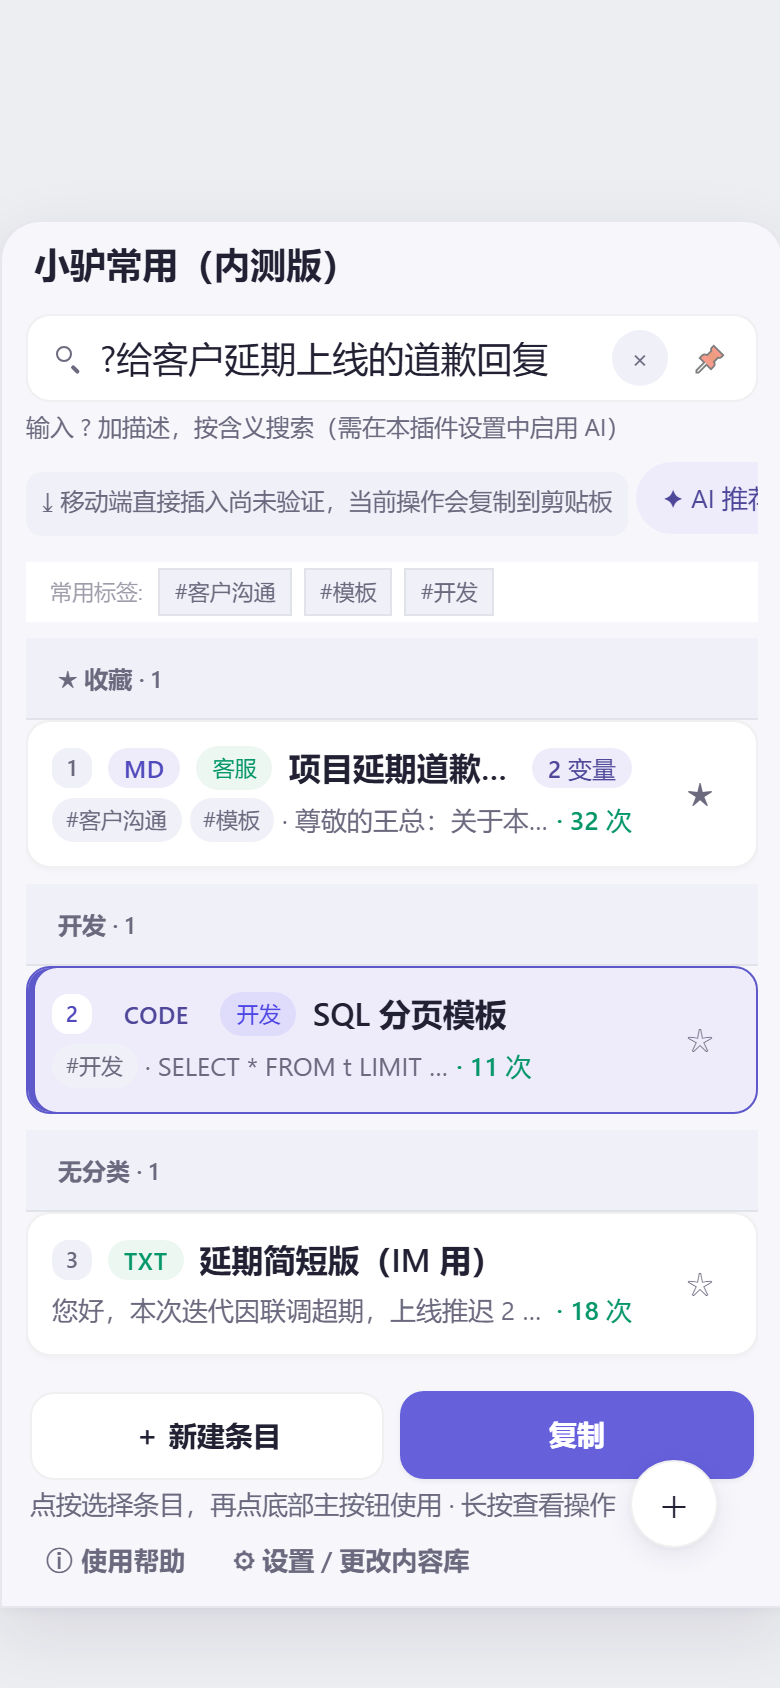 小驴常用（内测版）
?给客户延期上线的道歉回复 ×
输入 ? 加描述，按含义搜索（需在本插件设置中启用 AI）
⤓ 移动端直接插入尚未验证，当前操作会复制到剪贴板 ✦ AI 推
常用标签: #客户沟通 #模板 #开发
★ 收藏 · 1
1 MD 客服 项目延期道歉… 2 变量
#客户沟通 #模板 · 尊敬的王总：关于本… · 32 次 ★
开发 · 1
2 CODE 开发 SQL 分页模板
#开发 · SELECT * FROM t LIMIT … · 11 次 ☆
无分类 · 1
3 TXT 延期简短版（IM 用）
您好，本次迭代因联调超期，上线推迟 2 … · 18 次 ☆
+ 新建条目 复制
点按选择条目，再点底部主按钮使用 · 长按查看操作 +
ⓘ 使用帮助 ⚙ 设置 / 更改内容库